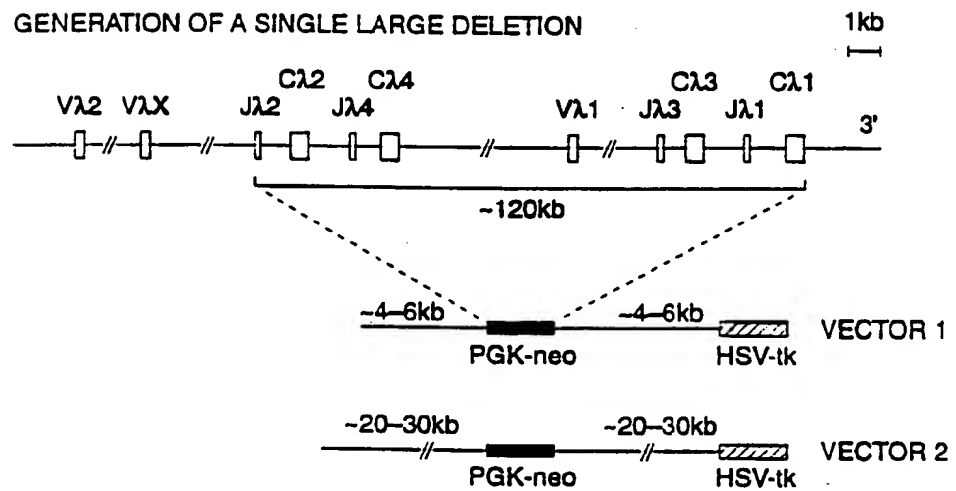 GENERATION OF A SINGLE LARGE DELETION
1kb
Cλ2 Cλ4 Cλ3 Cλ1
Vλ2 VλX Jλ2 Jλ4 Vλ1 Jλ3 Jλ1 3'
~120kb
~4–6kb ~4–6kb
VECTOR 1
PGK-neo HSV-tk
~20–30kb ~20–30kb
VECTOR 2
PGK-neo HSV-tk